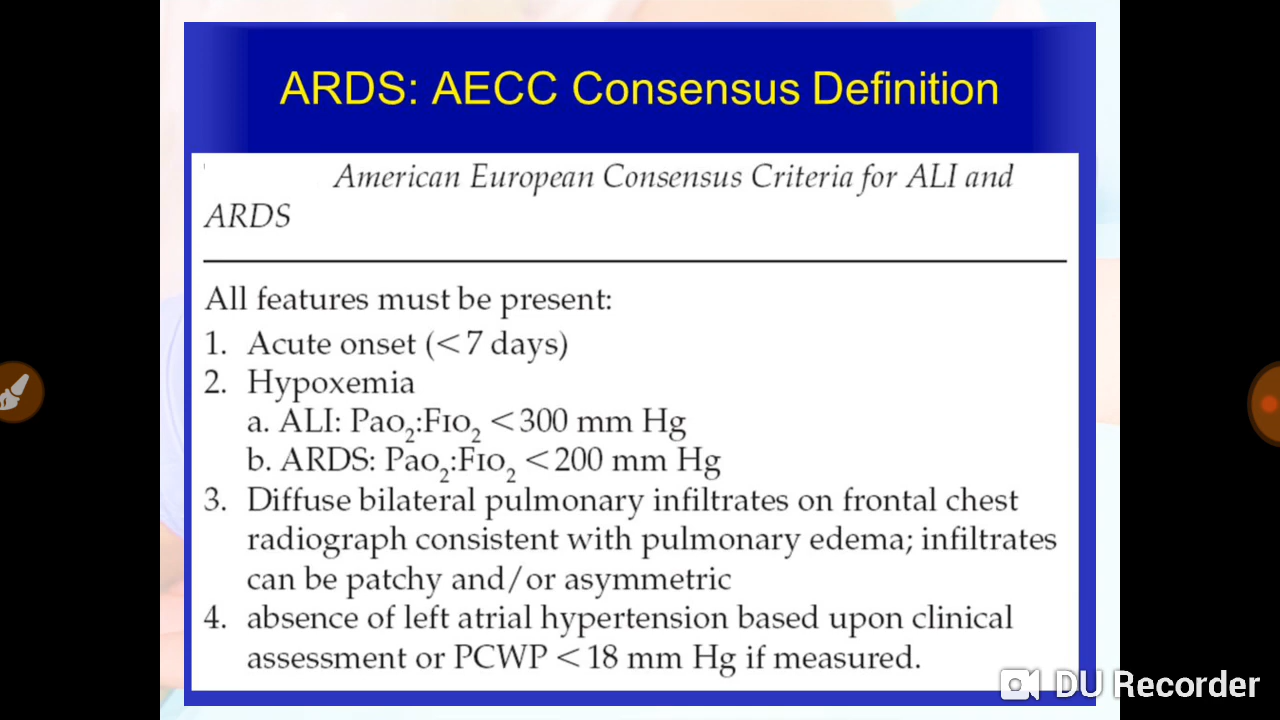 ARDS: AECC Consensus Definition
American European Consensus Criteria for ALI and
ARDS
All features must be present:
1. Acute onset (<7 days)
2. Hypoxemia
a. ALI: PaO₂:FIO₂ <300 mm Hg
b. ARDS: PaO₂:FIO₂ <200 mm Hg
3. Diffuse bilateral pulmonary infiltrates on frontal chest
radiograph consistent with pulmonary edema; infiltrates
can be patchy and/or asymmetric
4. absence of left atrial hypertension based upon clinical
assessment or PCWP <18 mm Hg if measured.
DU Recorder